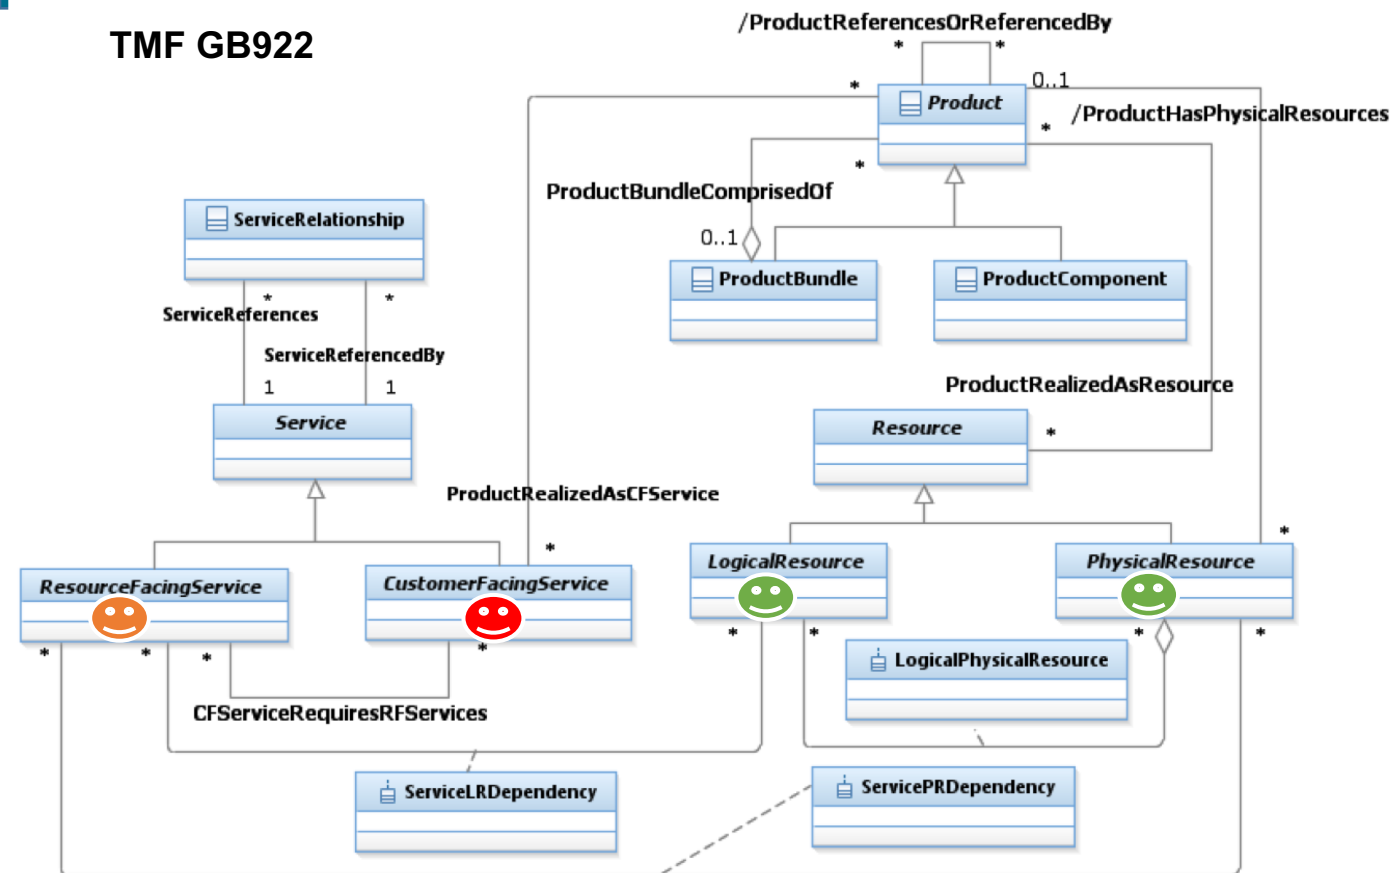 /ProductReferencesOrReferencedBy
TMF GB922
* *
* 0..1
Product
/ProductHasPhysicalResources
*
*
ProductBundleComprisedOf
ServiceRelationship
0..1
ProductBundle ProductComponent
* *
ServiceReferences
ServiceReferencedBy
1 1
ProductRealizedAsResource
Service Resource
*
ProductRealizedAsCFService
*
*
LogicalResource PhysicalResource
ResourceFacingService CustomerFacingService
* * * *
* * * *
LogicalPhysicalResource
CFServiceRequiresRFServices
ServiceLRDependency ServicePRDependency